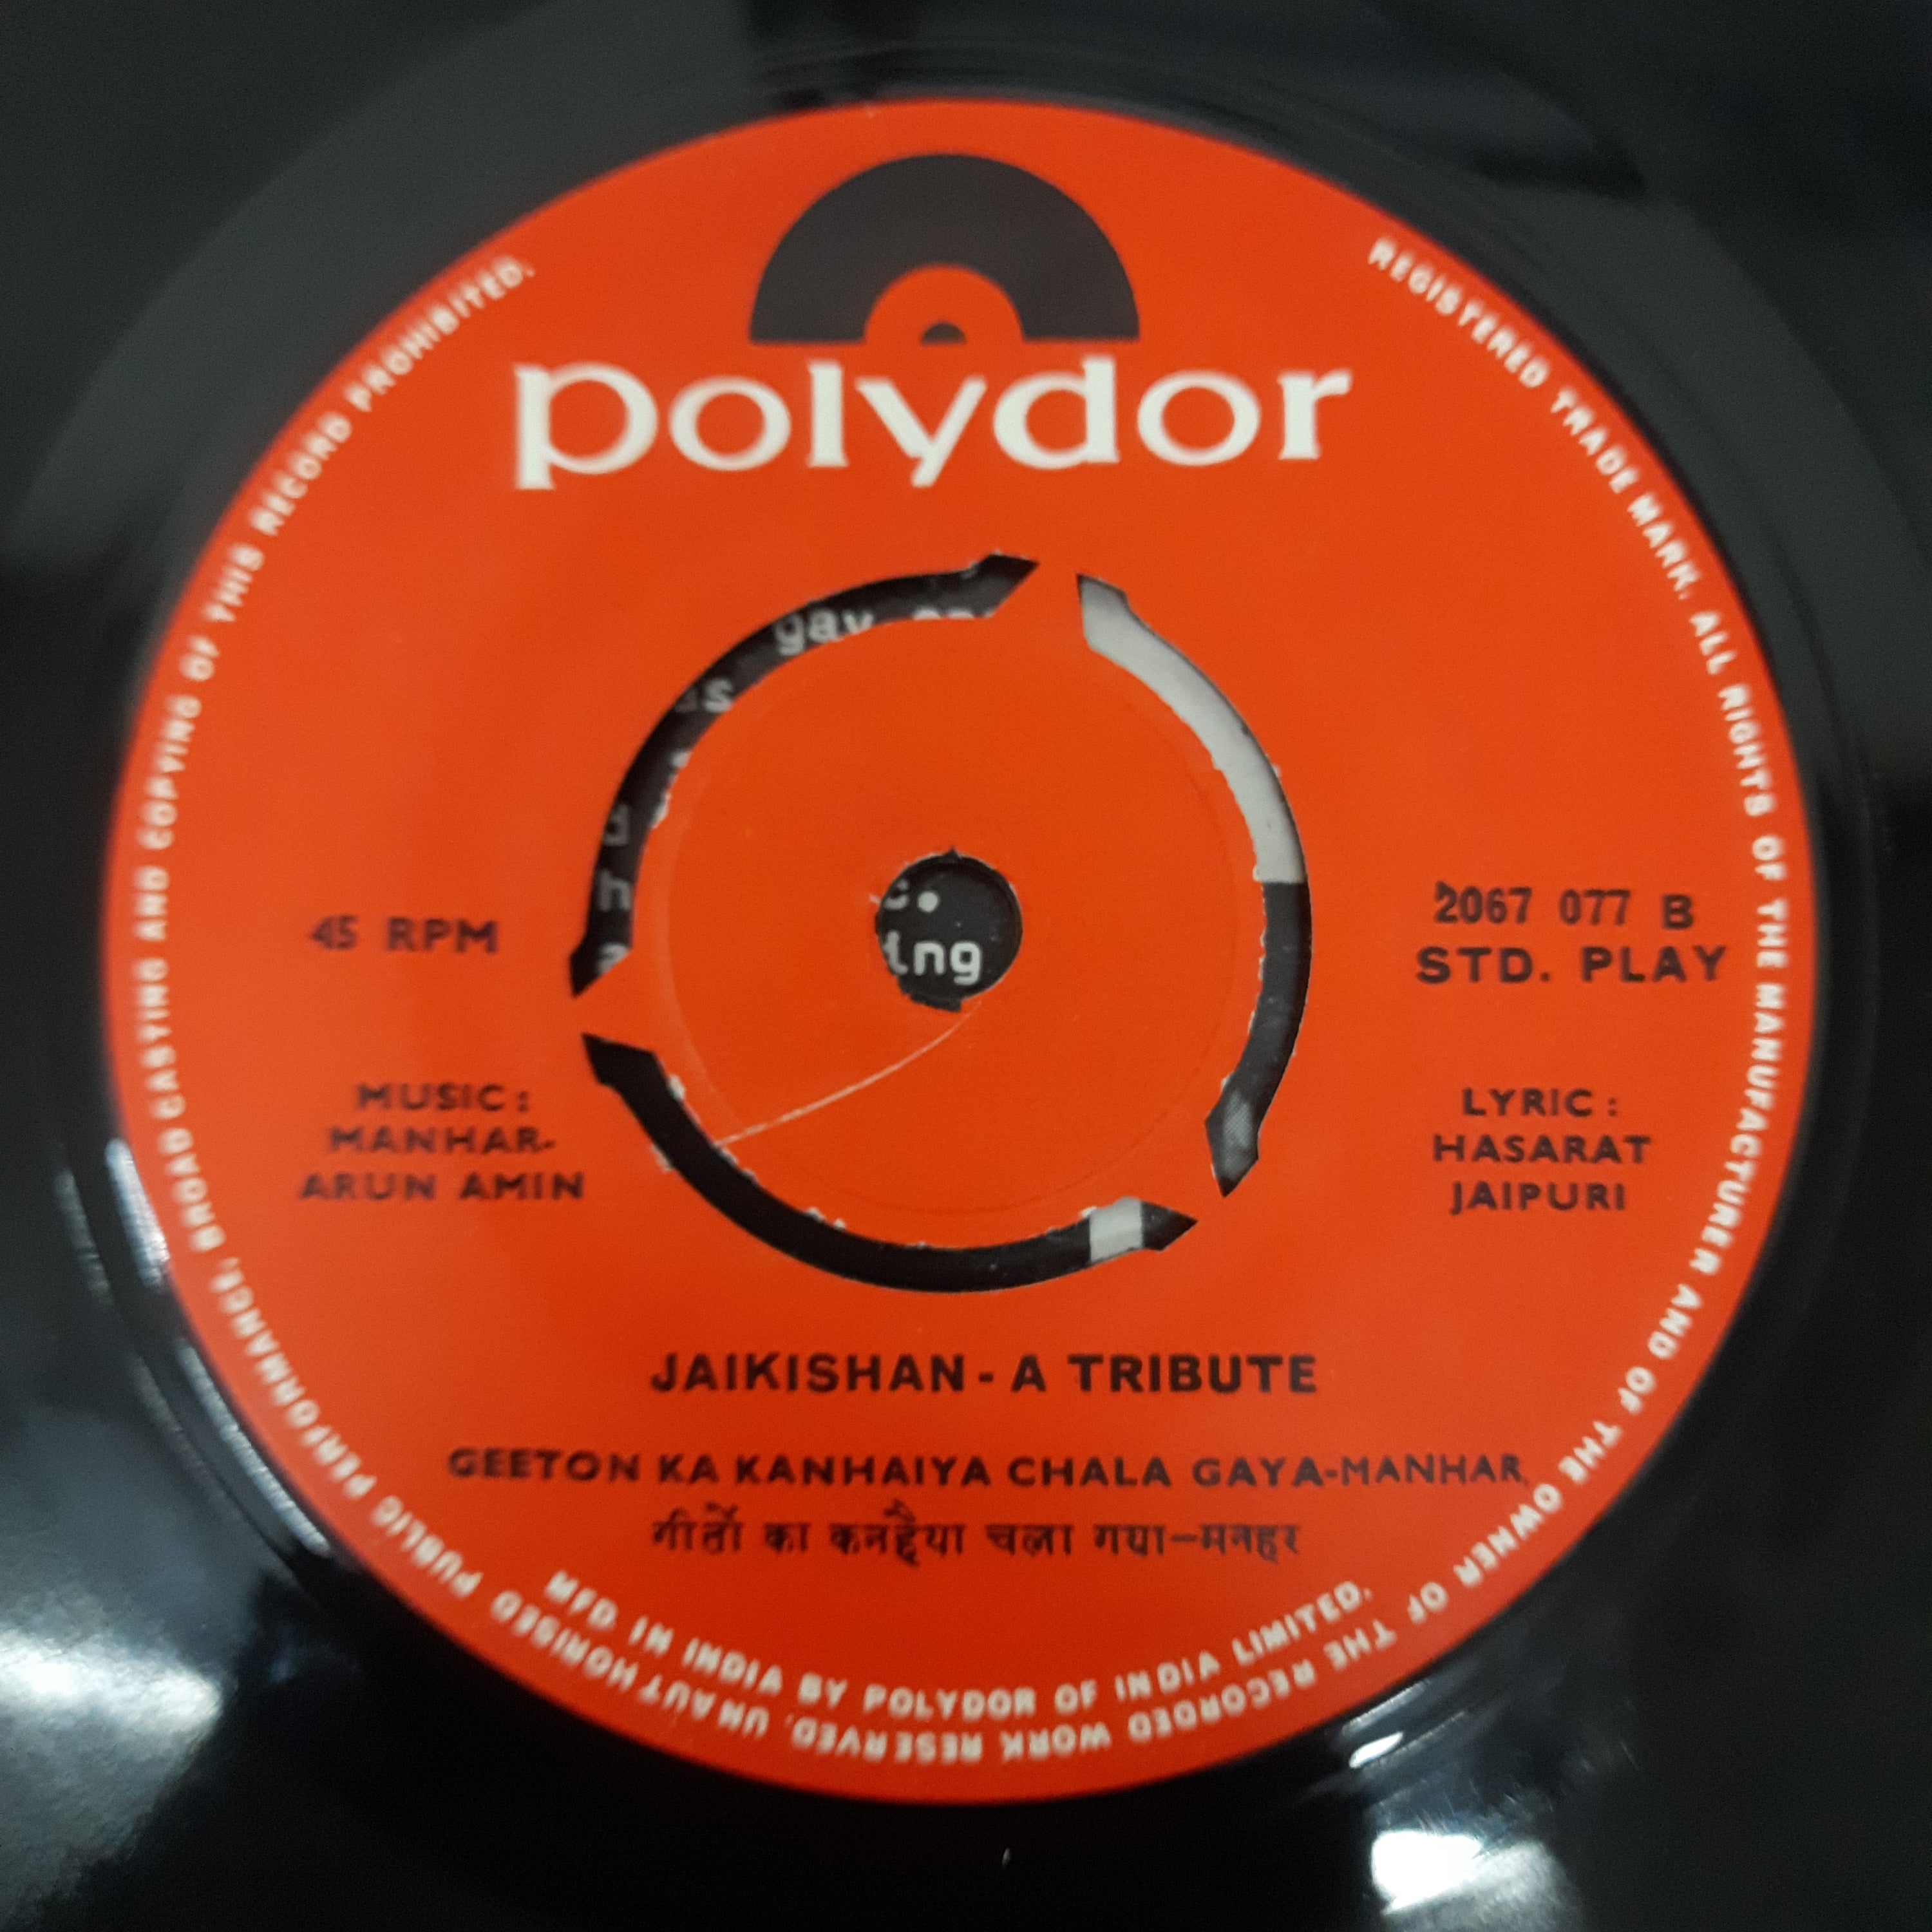 polydor
REGISTERED TRADE MARK. ALL RIGHTS OF THE MANUFACTURER AND OF THE OWNER OF THE RECORDED WORK RESERVED. UNAUTHORISED PUBLIC PERFORMANCE, BROADCASTING AND COPYING OF THIS RECORD PROHIBITED.
gay
ing
45 RPM
2067 077 B
STD. PLAY
MUSIC:
MANHAR-
ARUN AMIN
LYRIC:
HASARAT
JAIPURI
JAIKISHAN - A TRIBUTE
GEETON KA KANHAIYA CHALA GAYA-MANHAR
गीतों का कनहैया चला गया-मनहर
MFD. IN INDIA BY POLYDOR OF INDIA LIMITED.